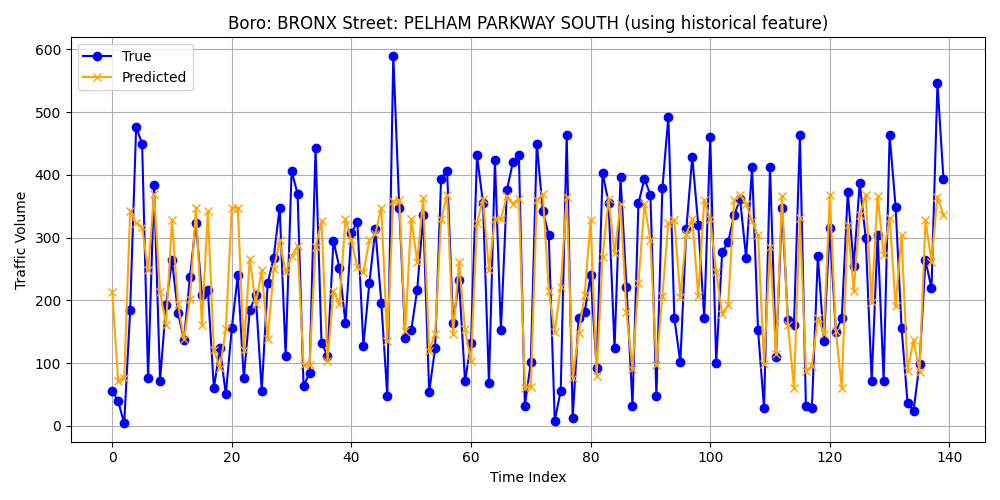 Boro: BRONX Street: PELHAM PARKWAY SOUTH (using historical feature)
True
Predicted
Traffic Volume
600
500
400
300
200
100
0
0 20 40 60 80 100 120 140
Time Index